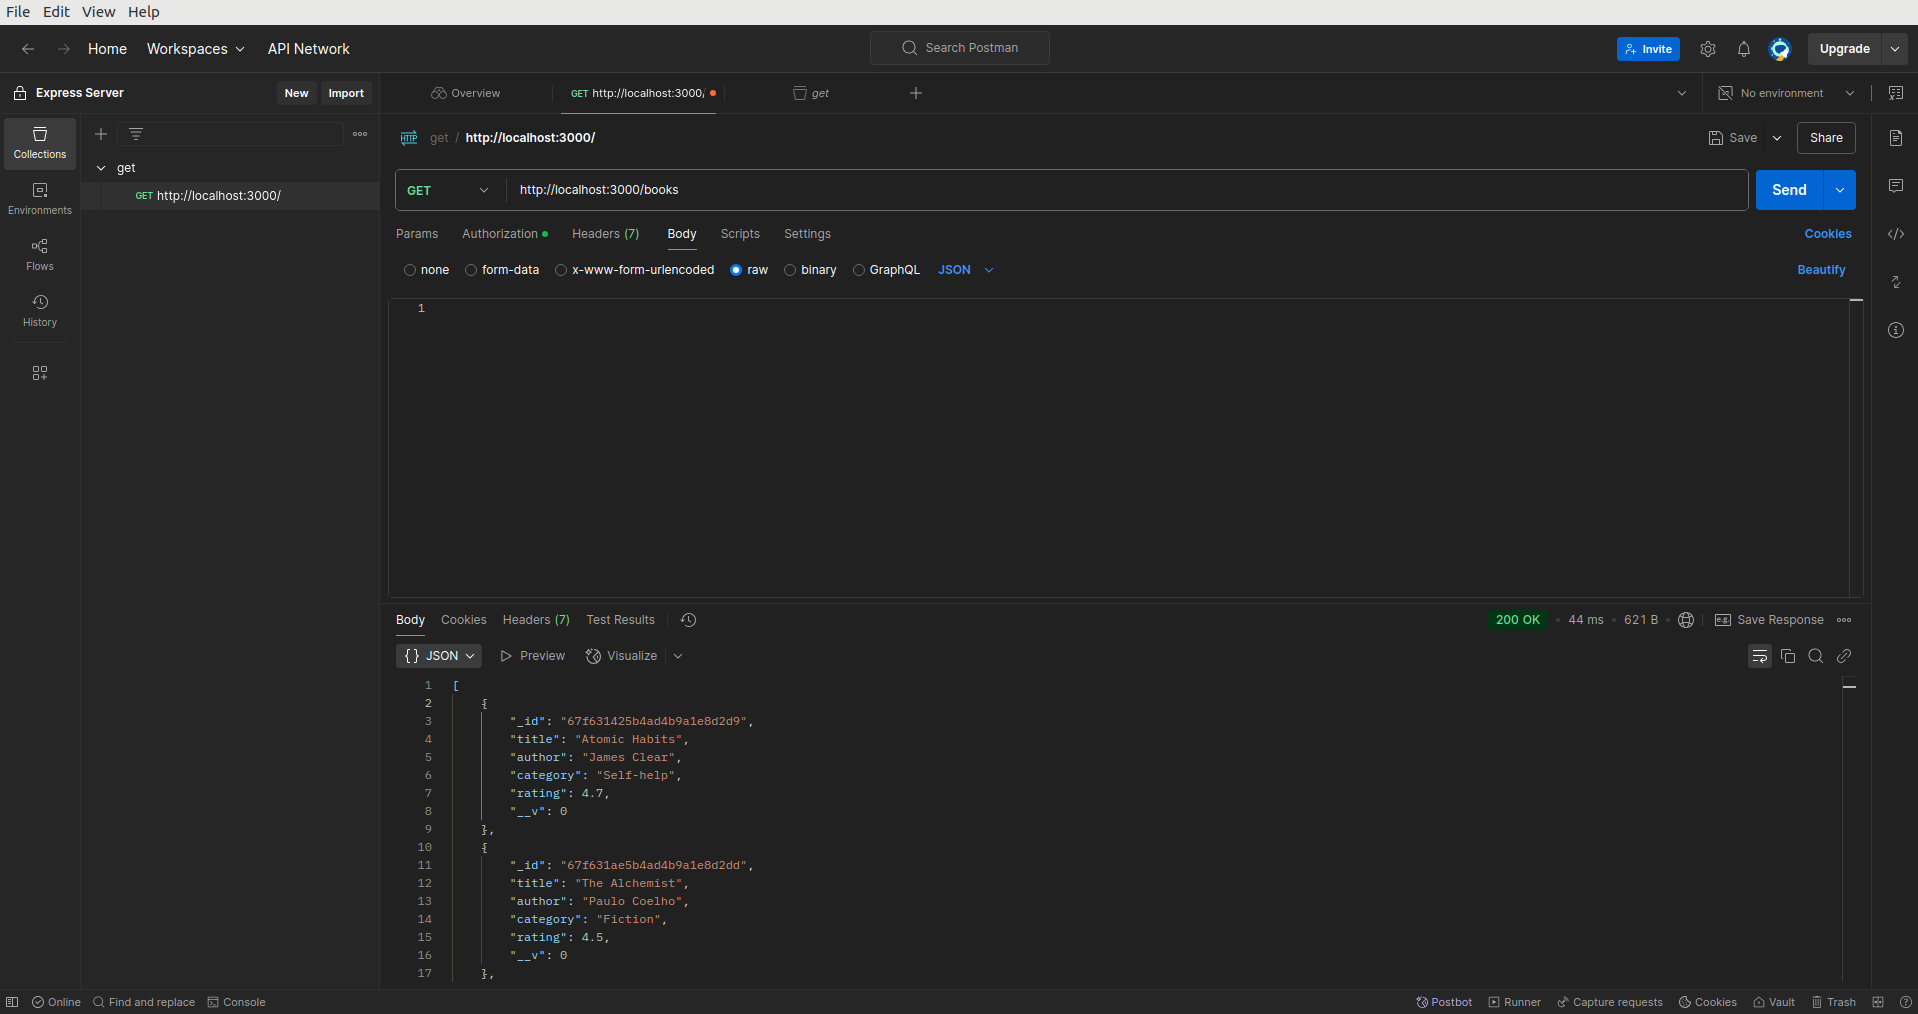 File Edit View Help
Home Workspaces API Network Search Postman Invite Upgrade
Express Server New Import Overview GET http://localhost:3000/ get No environment
Collections
get
GET http://localhost:3000/
Environments
Flows
History
HTTP get / http://localhost:3000/ Save Share
GET http://localhost:3000/books Send
Params Authorization Headers (7) Body Scripts Settings Cookies
none form-data x-www-form-urlencoded raw binary GraphQL JSON Beautify
1
Body Cookies Headers (7) Test Results 200 OK 44 ms 621 B e.g. Save Response
{} JSON Preview Visualize
1 [
2 {
3 "_id": "67f631425b4ad4b9a1e8d2d9",
4 "title": "Atomic Habits",
5 "author": "James Clear",
6 "category": "Self-help",
7 "rating": 4.7,
8 "__v": 0
9 },
10 {
11 "_id": "67f631ae5b4ad4b9a1e8d2dd",
12 "title": "The Alchemist",
13 "author": "Paulo Coelho",
14 "category": "Fiction",
15 "rating": 4.5,
16 "__v": 0
17 },
Online Find and replace Console Postbot Runner Capture requests Cookies Vault Trash